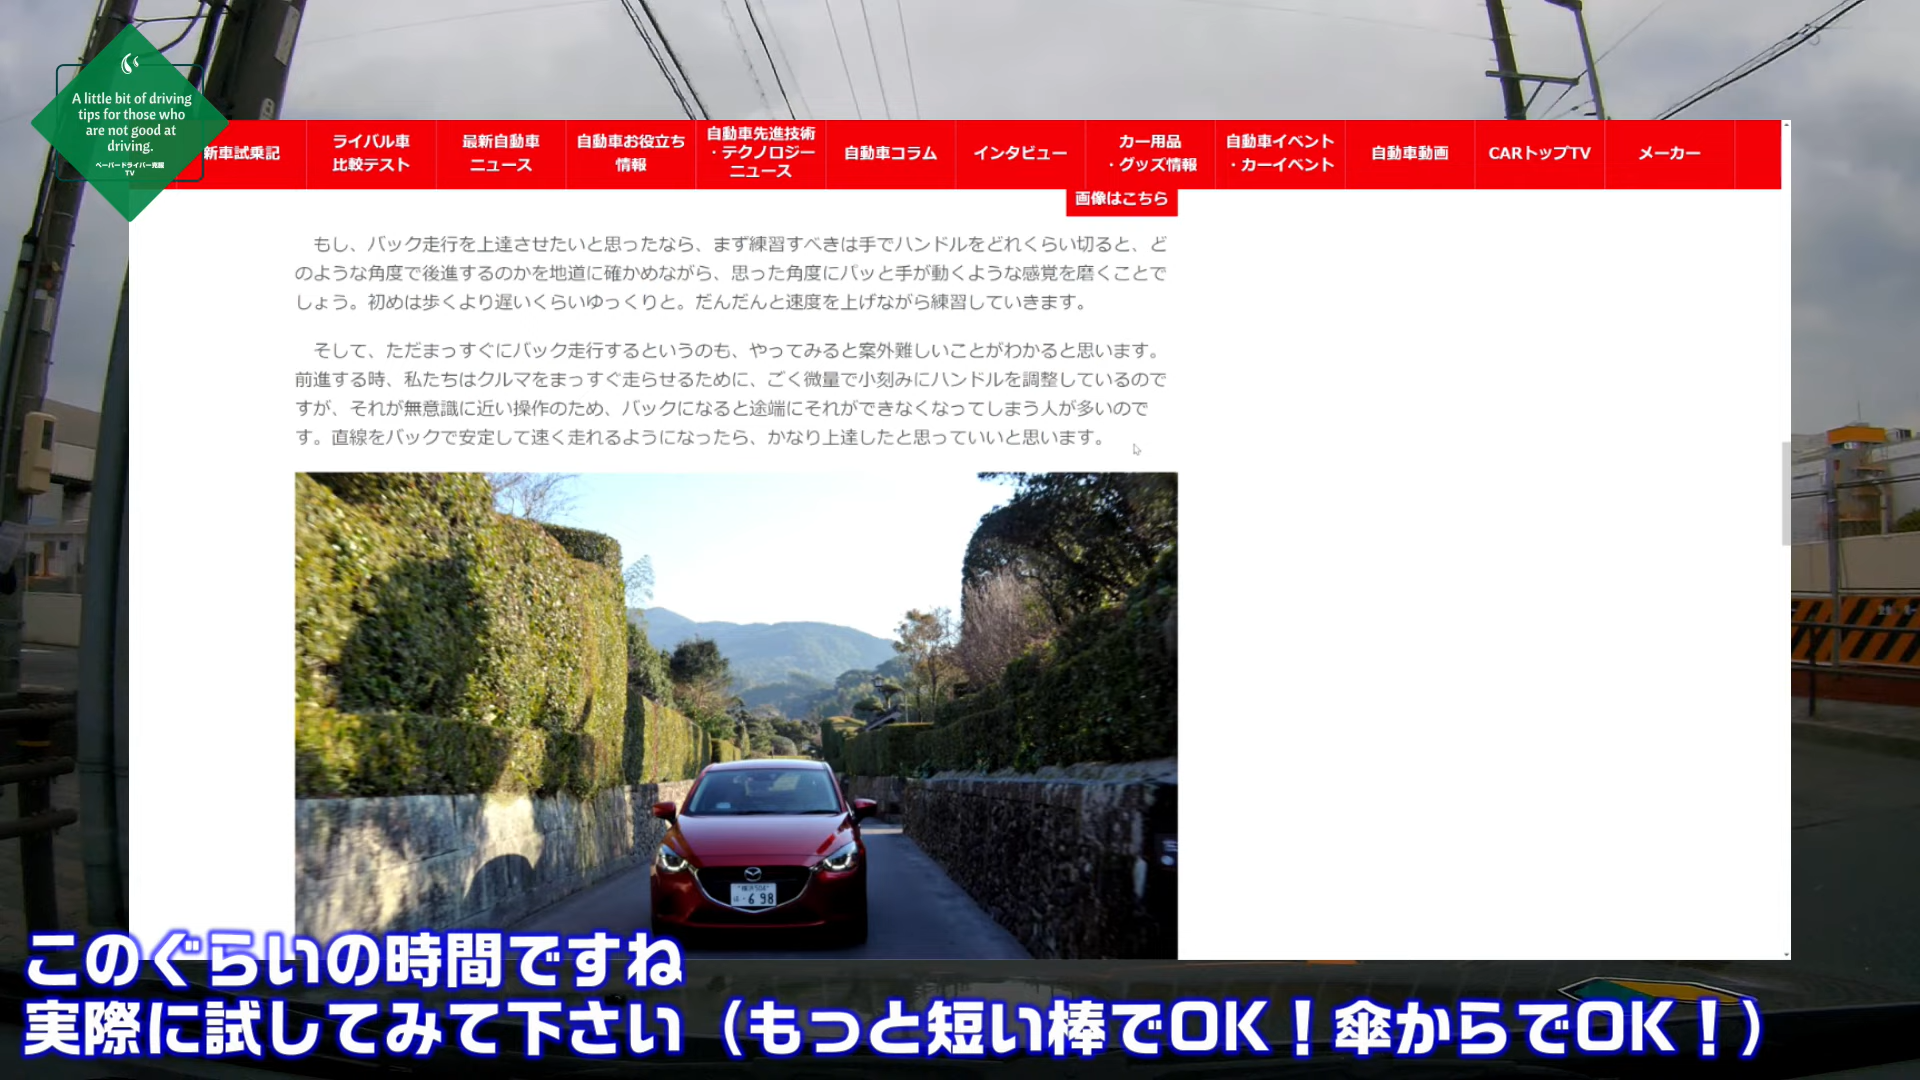 A little bit of driving
tips for those who
are not good at
driving.
ペーパードライバー克服
TV
新車試乗記
ライバル車
比較テスト
最新自動車
ニュース
自動車お役立ち
情報
自動車先進技術
・テクノロジー
ニュース
自動車コラム
インタビュー
カー用品
・グッズ情報
自動車イベント
・カーイベント
自動車動画
CARトップTV
メーカー
画像はこちら
もし、バック走行を上達させたいと思ったなら、まず練習すべきは手でハンドルをどれくらい切ると、ど
のような角度で後進するのかを地道に確かめながら、思った角度にパッと手が動くような感覚を磨くことで
しょう。初めは歩くより遅いくらいゆっくりと。だんだんと速度を上げながら練習していきます。
そして、ただまっすぐにバック走行するというのも、やってみると案外難しいことがわかると思います。
前進する時、私たちはクルマをまっすぐ走らせるために、ごく微量で小刻みにハンドルを調整しているので
すが、それが無意識に近い操作のため、バックになると途端にそれができなくなってしまう人が多いので
す。直線をバックで安定して速く走れるようになったら、かなり上達したと思っていいと思います。
・698
このぐらいの時間ですね
実際に試してみて下さい（もっと短い棒でOK！傘からでOK！）